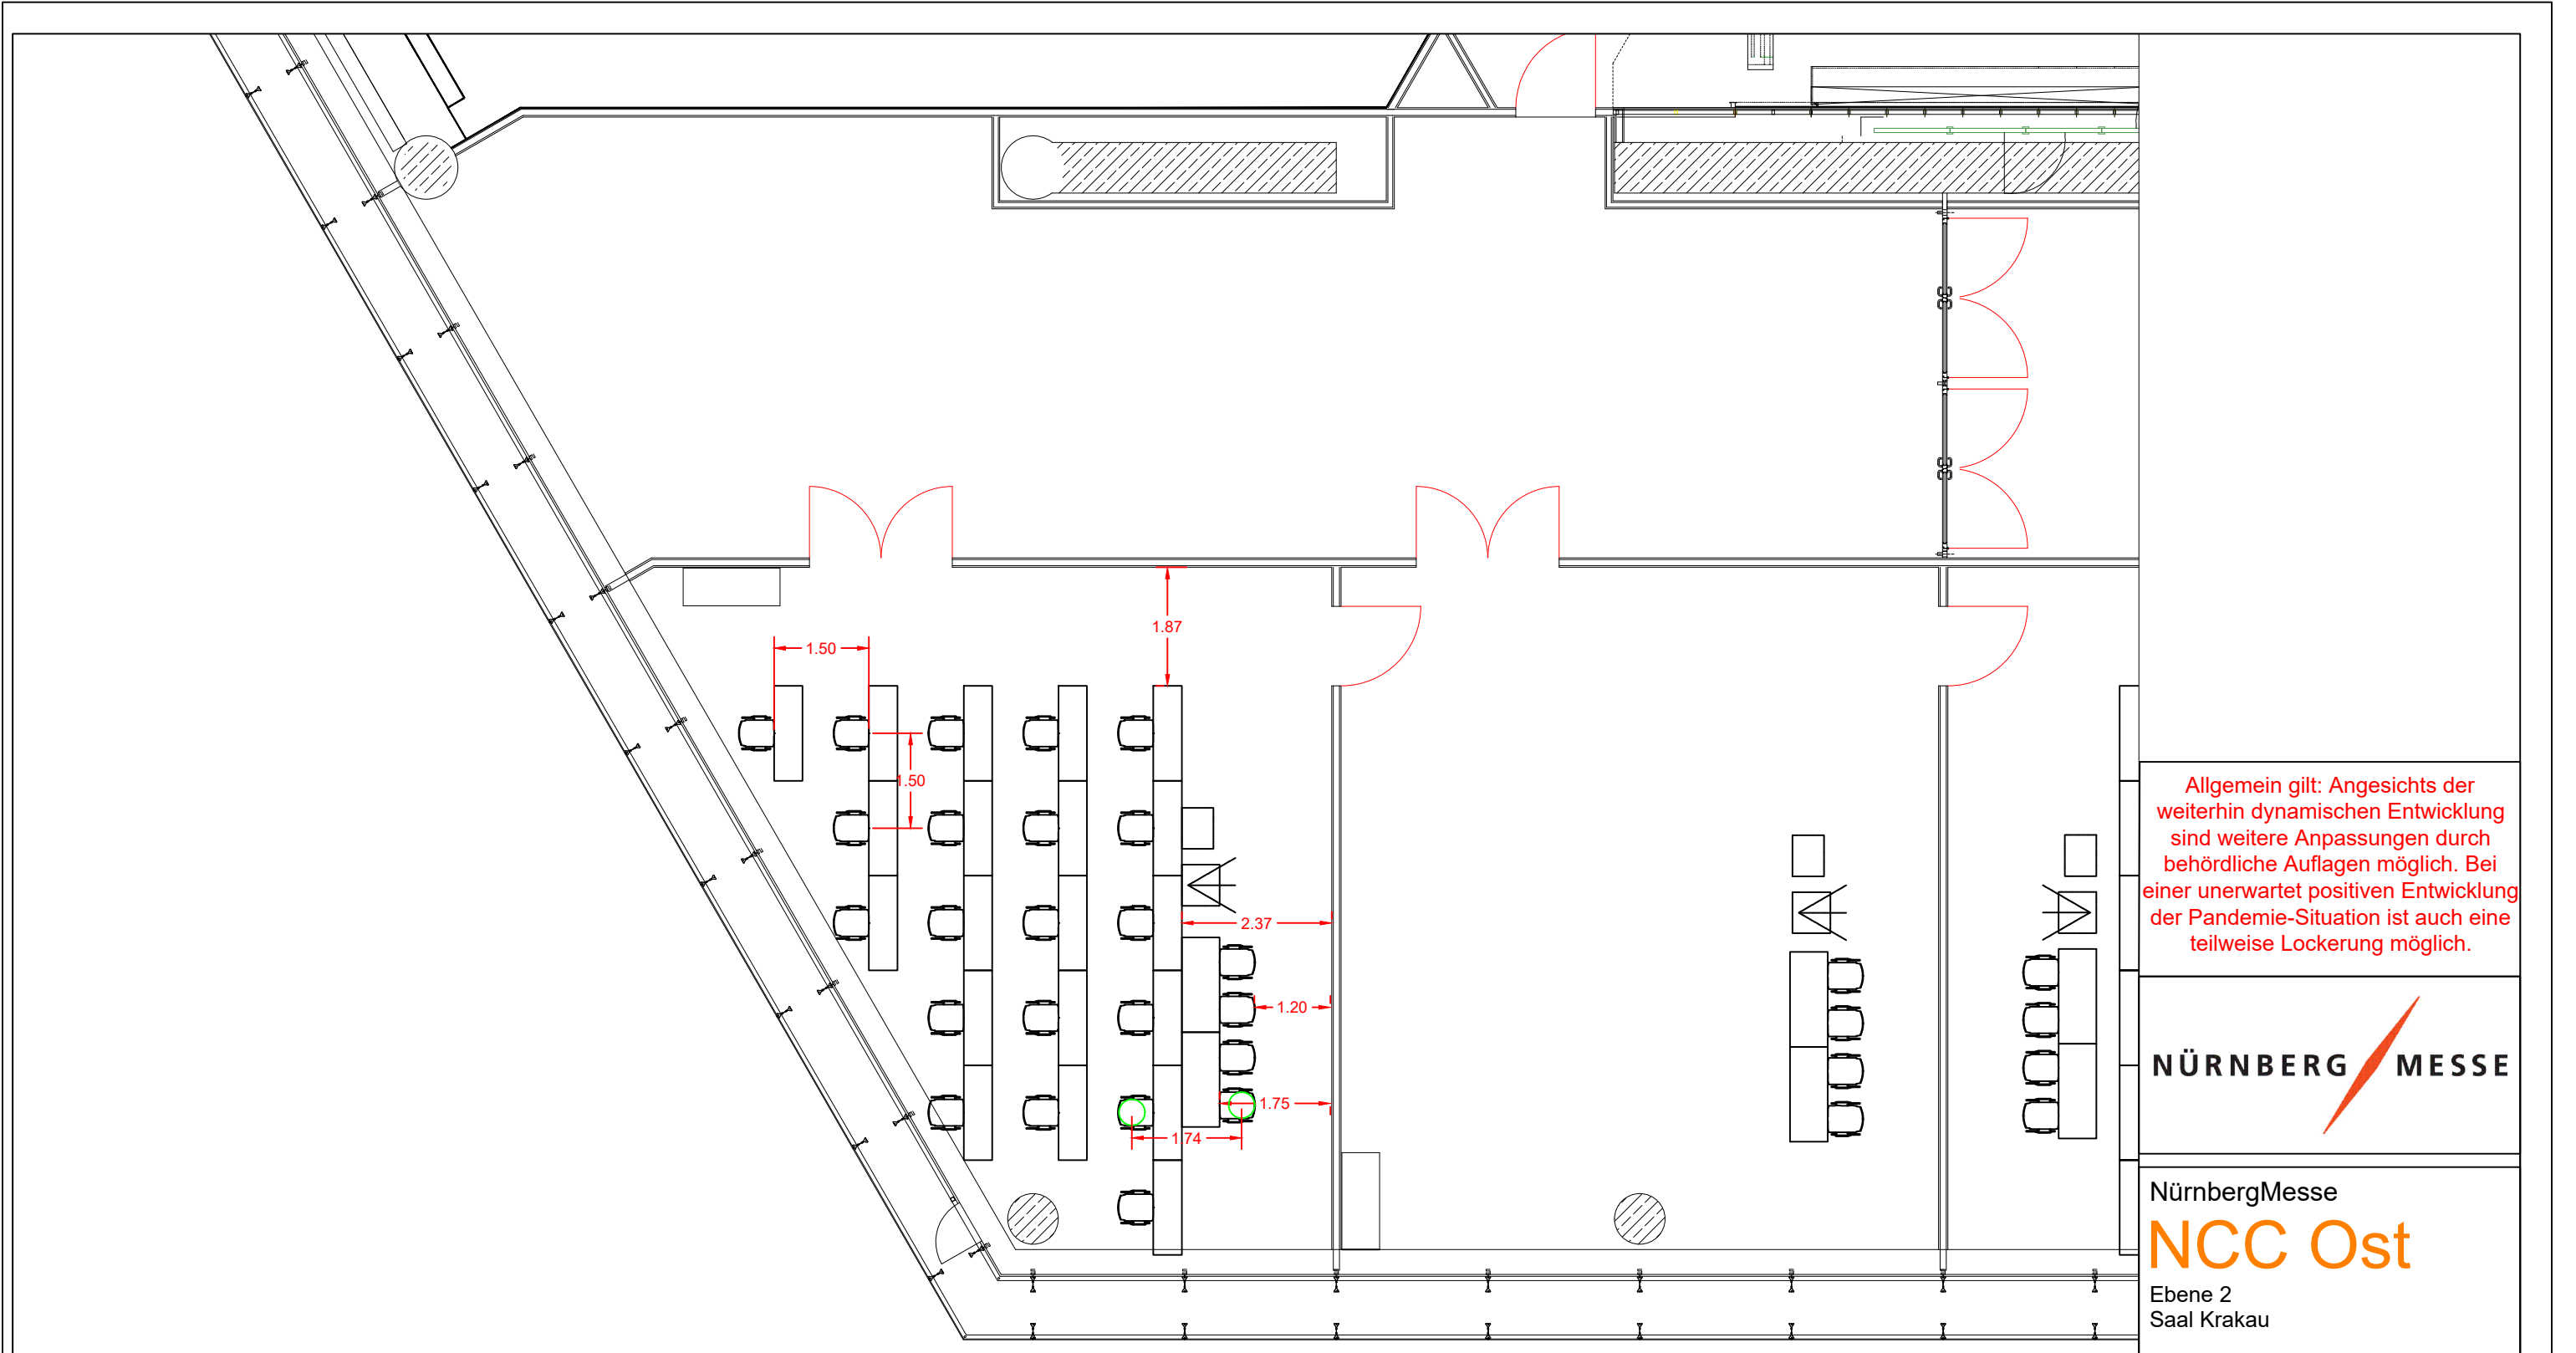 1.87
1.50
1.50
2.37
1.20
1.75
1.74
Allgemein gilt: Angesichts der
weiterhin dynamischen Entwicklung
sind weitere Anpassungen durch
behördliche Auflagen möglich. Bei
einer unerwartet positiven Entwicklung
der Pandemie-Situation ist auch eine
teilweise Lockerung möglich.
NÜRNBERG MESSE
NürnbergMesse
NCC Ost
Ebene 2
Saal Krakau